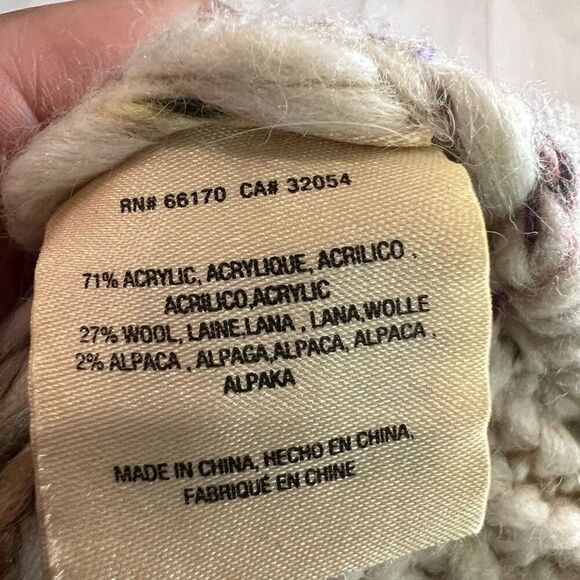 RN# 66170 CA# 32054
71% ACRYLIC, ACRYLIQUE, ACRILICO ,
ACRILICO,ACRYLIC
27% WOOL, LAINE.LANA , LANA,WOLLE
2% ALPACA , ALPAGA,ALPACA, ALPACA ,
ALPAKA
MADE IN CHINA, HECHO EN CHINA,
FABRIQUÉ EN CHINE